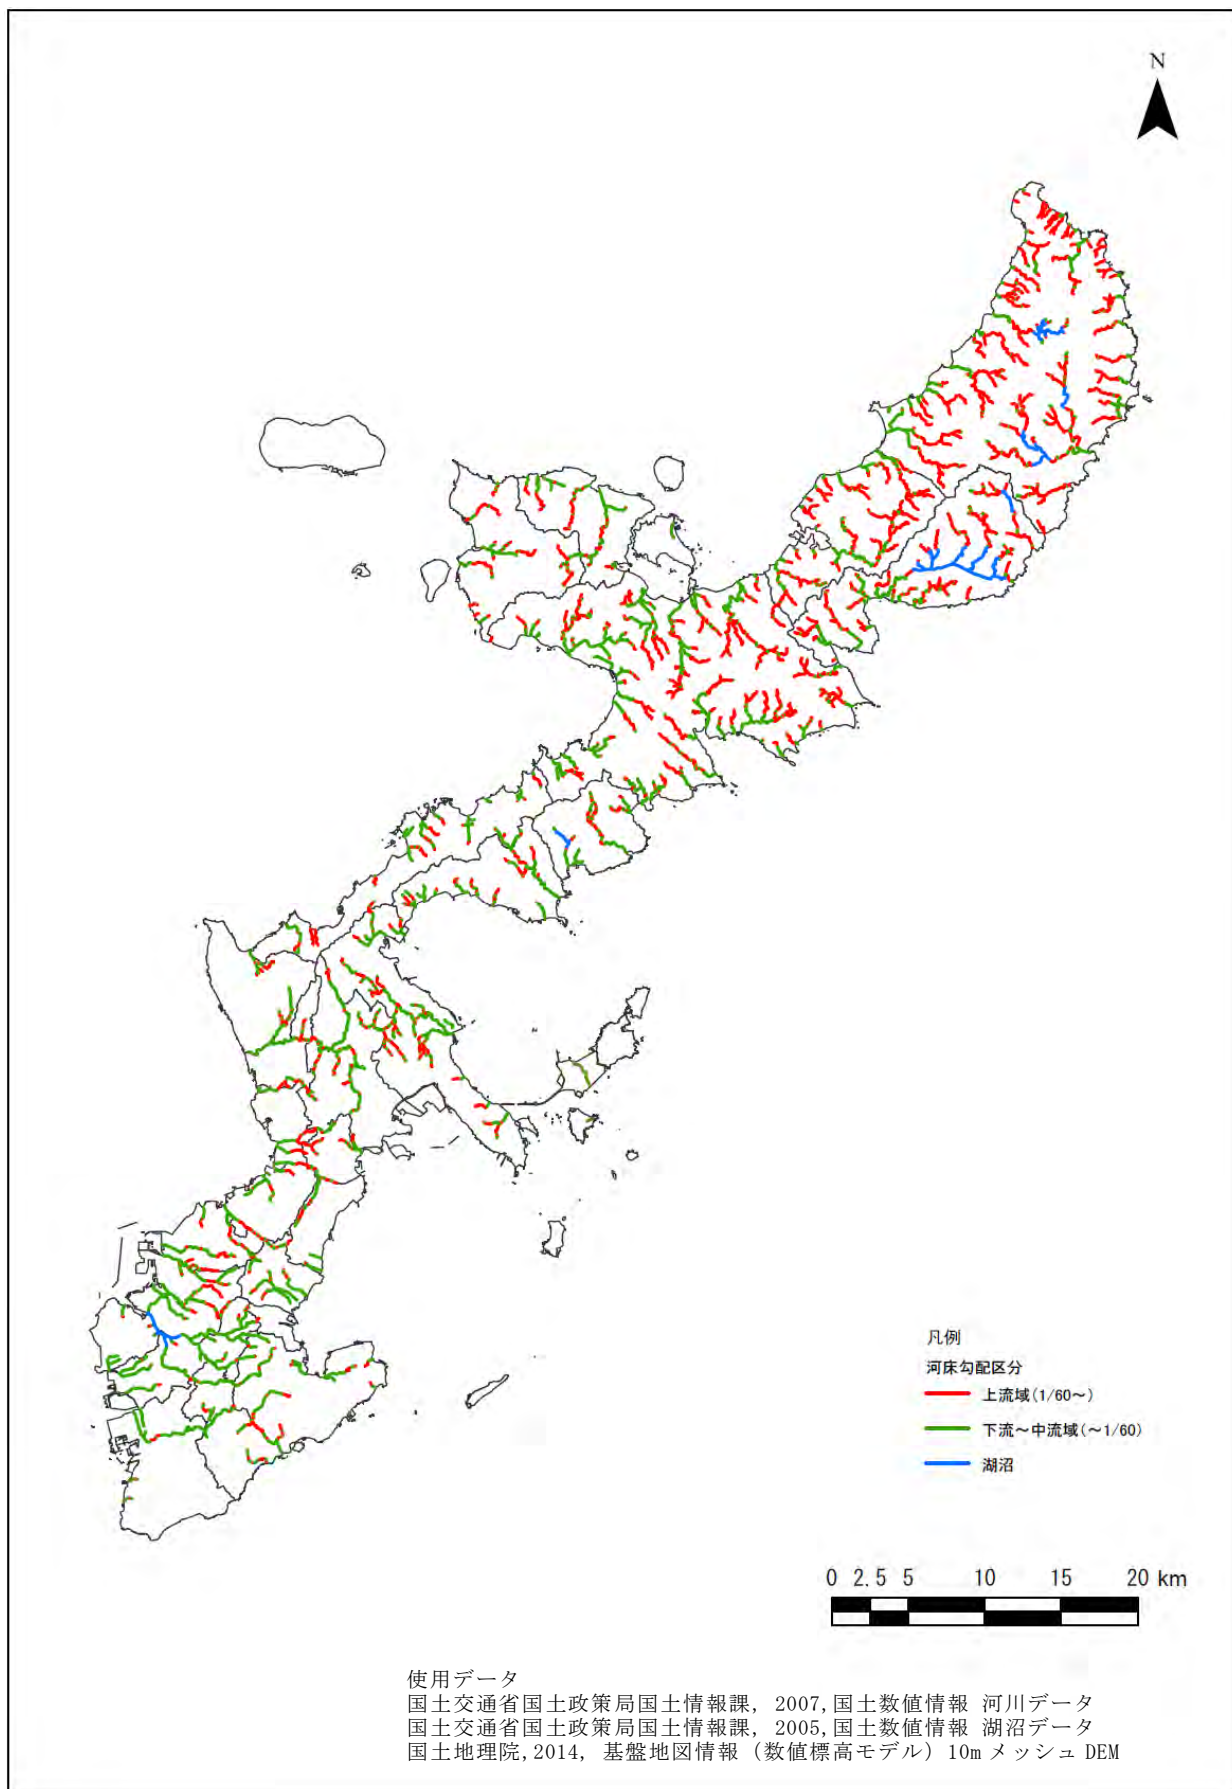 N
凡例
河床勾配区分
上流域(1/60～)
下流～中流域(～1/60)
湖沼
0 2.5 5 10 15 20 km
使用データ
国土交通省国土政策局国土情報課, 2007,国土数値情報 河川データ
国土交通省国土政策局国土情報課, 2005,国土数値情報 湖沼データ
国土地理院,2014, 基盤地図情報（数値標高モデル）10mメッシュ DEM